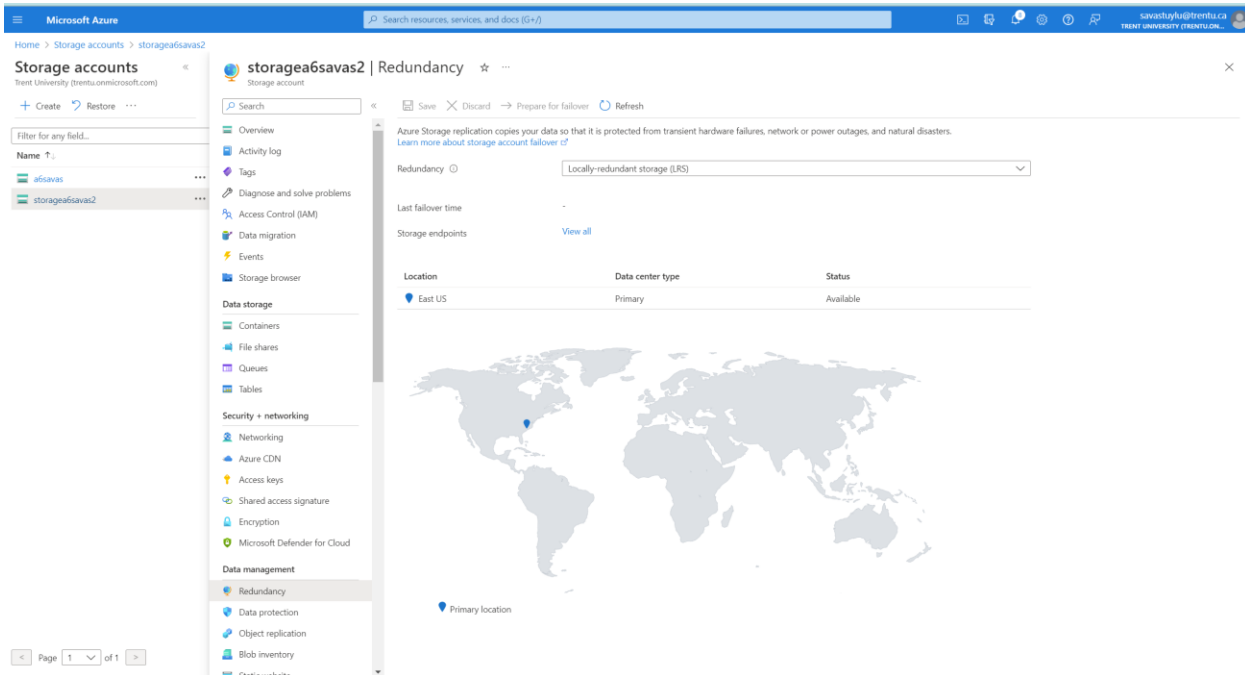 Microsoft Azure
Search resources, services, and docs (G+/)
savastuylu@trentu.ca
TRENT UNIVERSITY (TRENTU.ON...
Home > Storage accounts > storagea6savas2
Storage accounts
Trent University (trentu.onmicrosoft.com)
+ Create Restore ...
Filter for any field...
Name ↑↓
a6savas ...
storagea6savas2 ...
Page 1 of 1
storagea6savas2 | Redundancy ...
Storage account
Search
Overview
Activity log
Tags
Diagnose and solve problems
Access Control (IAM)
Data migration
Events
Storage browser
Data storage
Containers
File shares
Queues
Tables
Security + networking
Networking
Azure CDN
Access keys
Shared access signature
Encryption
Microsoft Defender for Cloud
Data management
Redundancy
Data protection
Object replication
Blob inventory
Save Discard Prepare for failover Refresh
Azure Storage replication copies your data so that it is protected from transient hardware failures, network or power outages, and natural disasters.
Learn more about storage account failover
Redundancy Locally-redundant storage (LRS)
Last failover time -
Storage endpoints View all
Location Data center type Status
East US Primary Available
Primary location